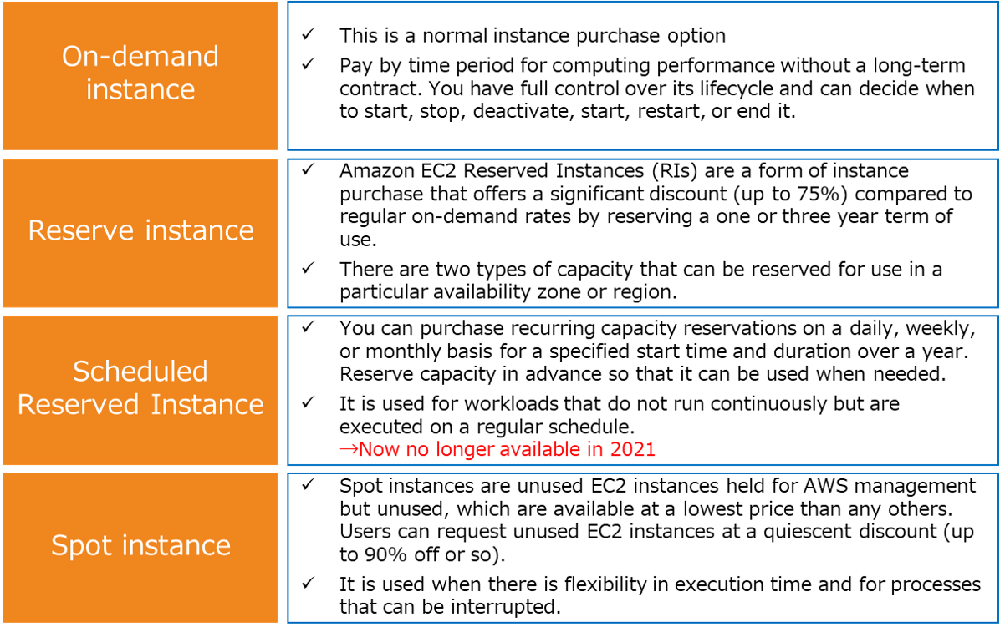 On-demand
instance
✓ This is a normal instance purchase option
✓ Pay by time period for computing performance without a long-term
contract. You have full control over its lifecycle and can decide when
to start, stop, deactivate, start, restart, or end it.
Reserve instance
✓ Amazon EC2 Reserved Instances (RIs) are a form of instance
purchase that offers a significant discount (up to 75%) compared to
regular on-demand rates by reserving a one or three year term of
use.
✓ There are two types of capacity that can be reserved for use in a
particular availability zone or region.
Scheduled
Reserved Instance
✓ You can purchase recurring capacity reservations on a daily, weekly,
or monthly basis for a specified start time and duration over a year.
Reserve capacity in advance so that it can be used when needed.
✓ It is used for workloads that do not run continuously but are
executed on a regular schedule.
→Now no longer available in 2021
Spot instance
✓ Spot instances are unused EC2 instances held for AWS management
but unused, which are available at a lowest price than any others.
Users can request unused EC2 instances at a quiescent discount (up
to 90% off or so).
✓ It is used when there is flexibility in execution time and for processes
that can be interrupted.